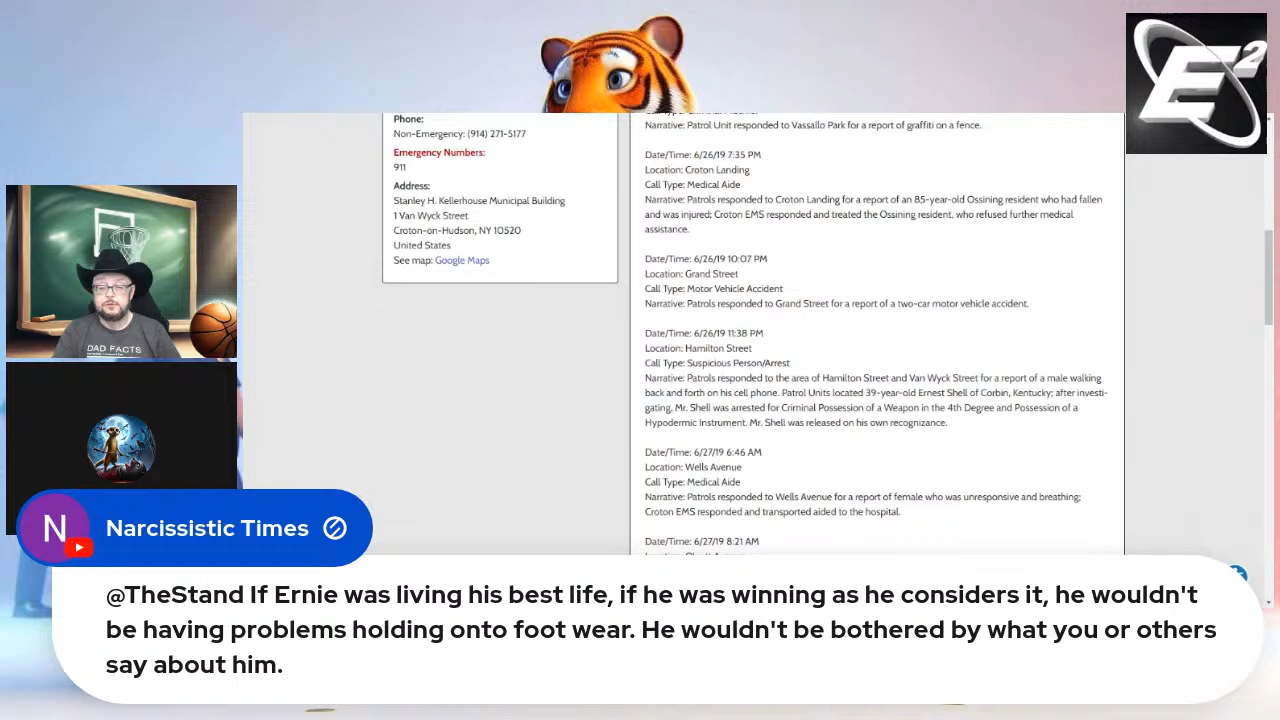 E²
Phone:
Non-Emergency: (914) 271-5177
Emergency Numbers:
911
Address:
Stanley H. Kellerhouse Municipal Building
1 Van Wyck Street
Croton-on-Hudson, NY 10520
United States
See map: Google Maps
Narrative: Patrol Unit responded to Vassallo Park for a report of graffiti on a fence.
Date/Time: 6/26/19 7:35 PM
Location: Croton Landing
Call Type: Medical Aide
Narrative: Patrols responded to Croton Landing for a report of an 85-year-old Ossining resident who had fallen
and was injured; Croton EMS responded and treated the Ossining resident, who refused further medical
assistance.
Date/Time: 6/26/19 10:07 PM
Location: Grand Street
Call Type: Motor Vehicle Accident
Narrative: Patrols responded to Grand Street for a report of a two-car motor vehicle accident.
Date/Time: 6/26/19 11:38 PM
Location: Hamilton Street
Call Type: Suspicious Person/Arrest
Narrative: Patrols responded to the area of Hamilton Street and Van Wyck Street for a report of a male walking
back and forth on his cell phone. Patrol Units located 39-year-old Ernest Shell of Corbin, Kentucky; after investi-
gating, Mr. Shell was arrested for Criminal Possession of a Weapon in the 4th Degree and Possession of a
Hypodermic Instrument. Mr. Shell was released on his own recognizance.
Date/Time: 6/27/19 6:46 AM
Location: Wells Avenue
Call Type: Medical Aide
Narrative: Patrols responded to Wells Avenue for a report of female who was unresponsive and breathing;
Croton EMS responded and transported aided to the hospital.
Date/Time: 6/27/19 8:21 AM
DAD FACTS
N
Narcissistic Times
@TheStand If Ernie was living his best life, if he was winning as he considers it, he wouldn't
be having problems holding onto foot wear. He wouldn't be bothered by what you or others
say about him.